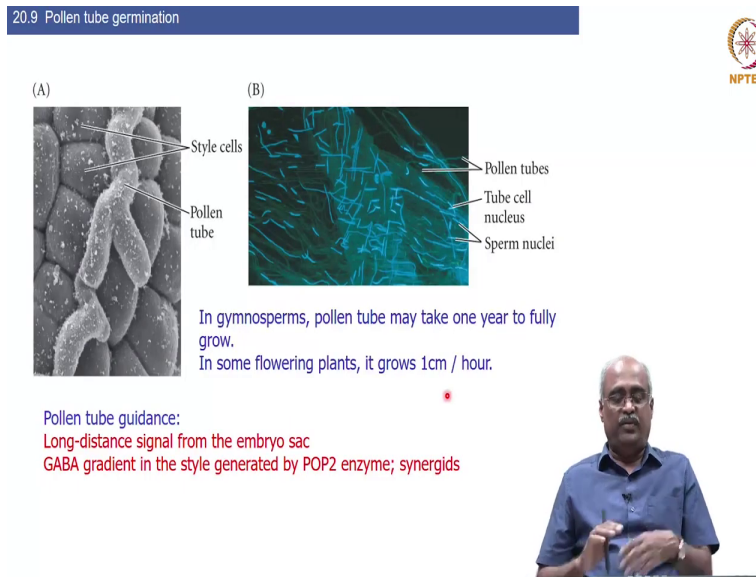 20.9 Pollen tube germination
NPTE
(A)
(B)
Style cells
Pollen
tube
Pollen tubes
Tube cell
nucleus
Sperm nuclei
In gymnosperms, pollen tube may take one year to fully
grow.
In some flowering plants, it grows 1cm / hour.
Pollen tube guidance:
Long-distance signal from the embryo sac
GABA gradient in the style generated by POP2 enzyme; synergids